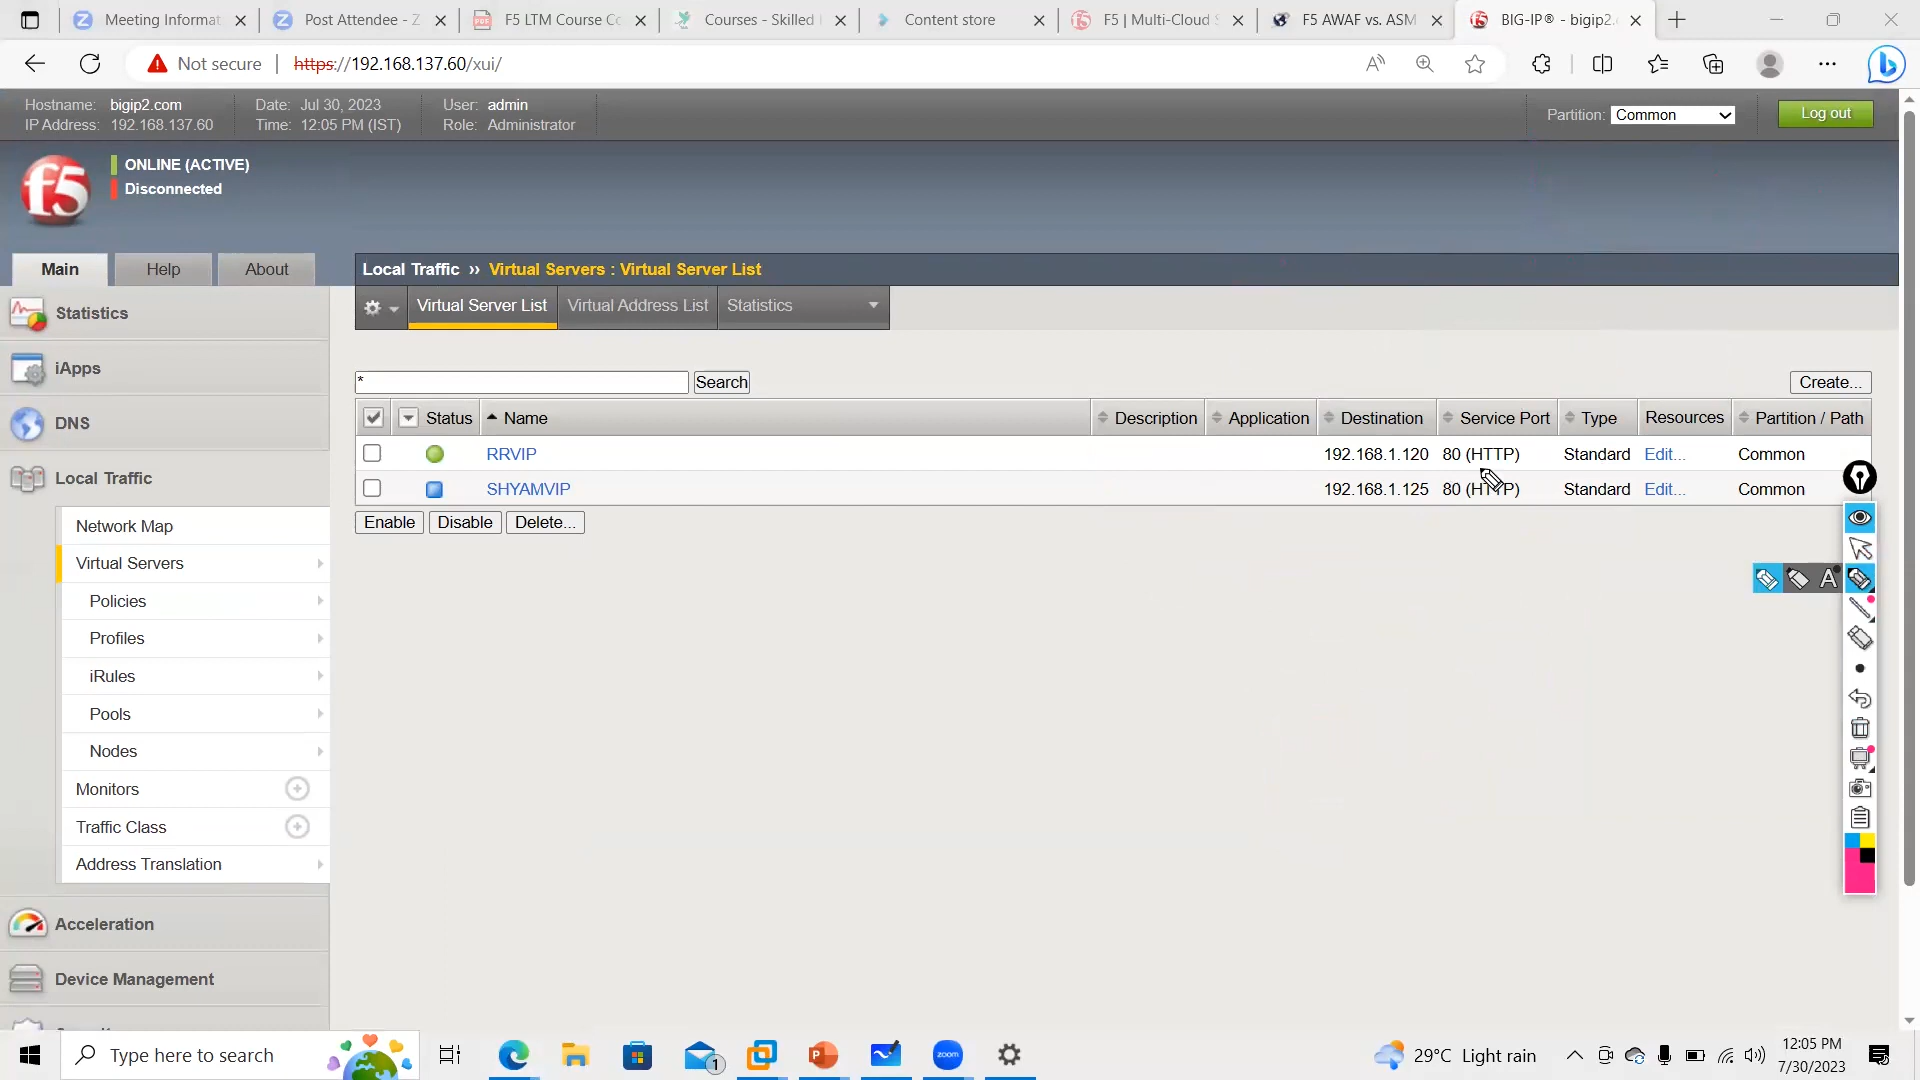 Meeting Informat
Post Attendee - Z
F5 LTM Course Co
Courses - Skilled
Content store
F5 | Multi-Cloud S
F5 AWAF vs. ASM
BIG-IP® - bigip2.c
Not secure
https://192.168.137.60/xui/
Hostname: bigip2.com
IP Address: 192.168.137.60
Date: Jul 30, 2023
Time: 12:05 PM (IST)
User: admin
Role: Administrator
Partition: Common
Log out
f5
ONLINE (ACTIVE)
Disconnected
Main
Help
About
Local Traffic ›› Virtual Servers : Virtual Server List
Virtual Server List
Virtual Address List
Statistics
Statistics
iApps
DNS
Local Traffic
Network Map
Virtual Servers
Policies
Profiles
iRules
Pools
Nodes
Monitors
Traffic Class
Address Translation
Acceleration
Device Management
*
Search
Create...
Status Name Description Application Destination Service Port Type Resources Partition / Path
RRVIP 192.168.1.120 80 (HTTP) Standard Edit... Common
SHYAMVIP 192.168.1.125 80 (HTTP) Standard Edit... Common
Enable Disable Delete...
A
Type here to search
1
zoom
29°C Light rain
12:05 PM
7/30/2023